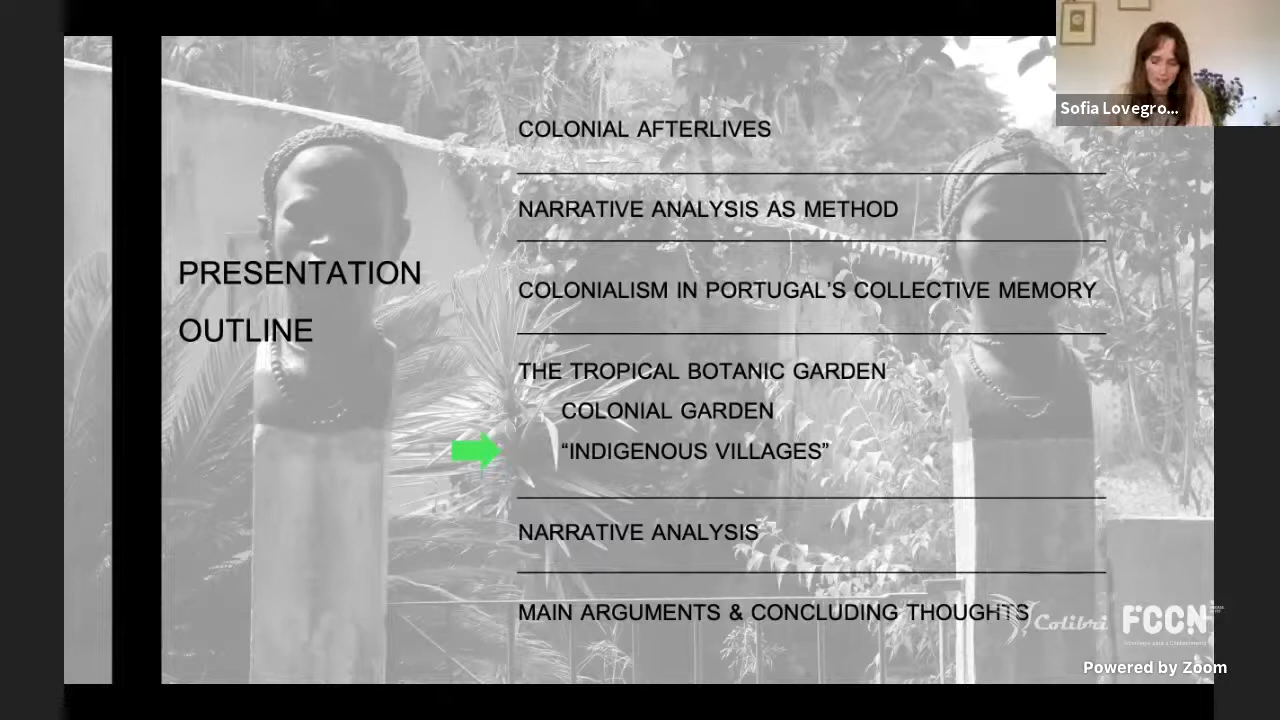 Sofia Lovegro...
PRESENTATION
OUTLINE
COLONIAL AFTERLIVES
NARRATIVE ANALYSIS AS METHOD
COLONIALISM IN PORTUGAL'S COLLECTIVE MEMORY
THE TROPICAL BOTANIC GARDEN
COLONIAL GARDEN
“INDIGENOUS VILLAGES”
NARRATIVE ANALYSIS
MAIN ARGUMENTS & CONCLUDING THOUGHTS
Colibri
FCCN
Powered by Zoom